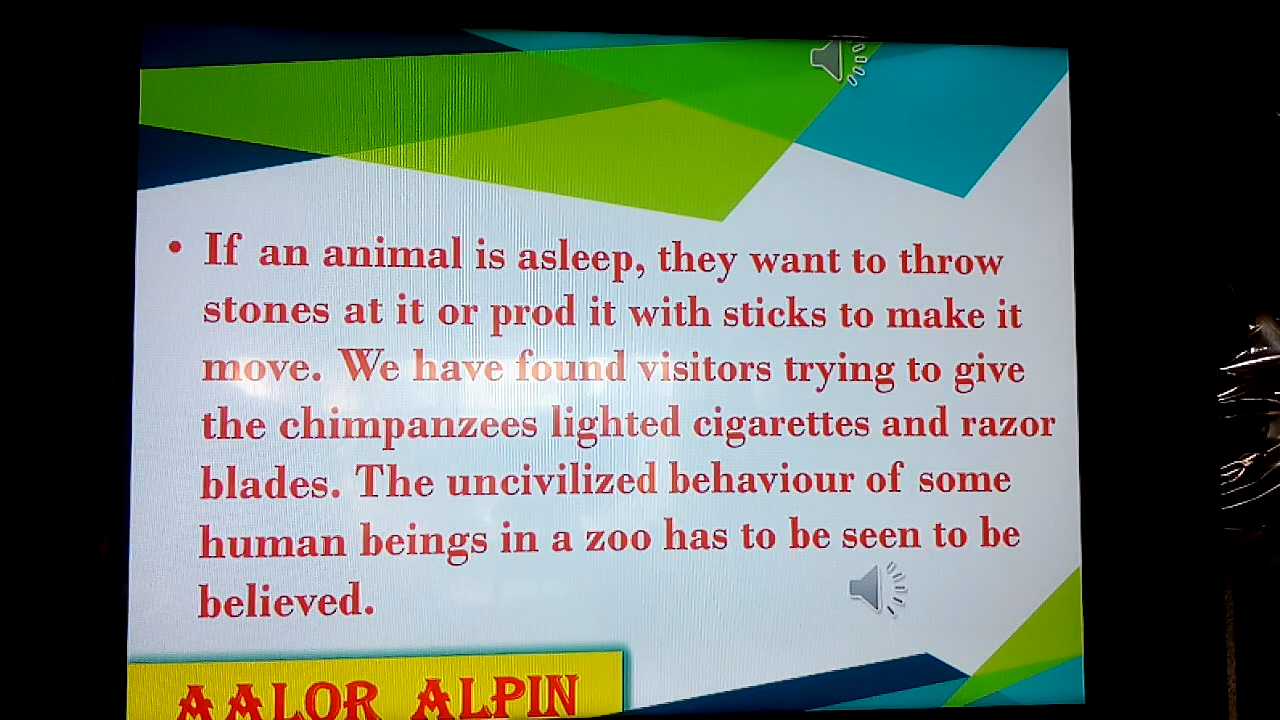 • If an animal is asleep, they want to throw
stones at it or prod it with sticks to make it
move. We have found visitors trying to give
the chimpanzees lighted cigarettes and razor
blades. The uncivilized behaviour of some
human beings in a zoo has to be seen to be
believed.
AALOR ALPIN